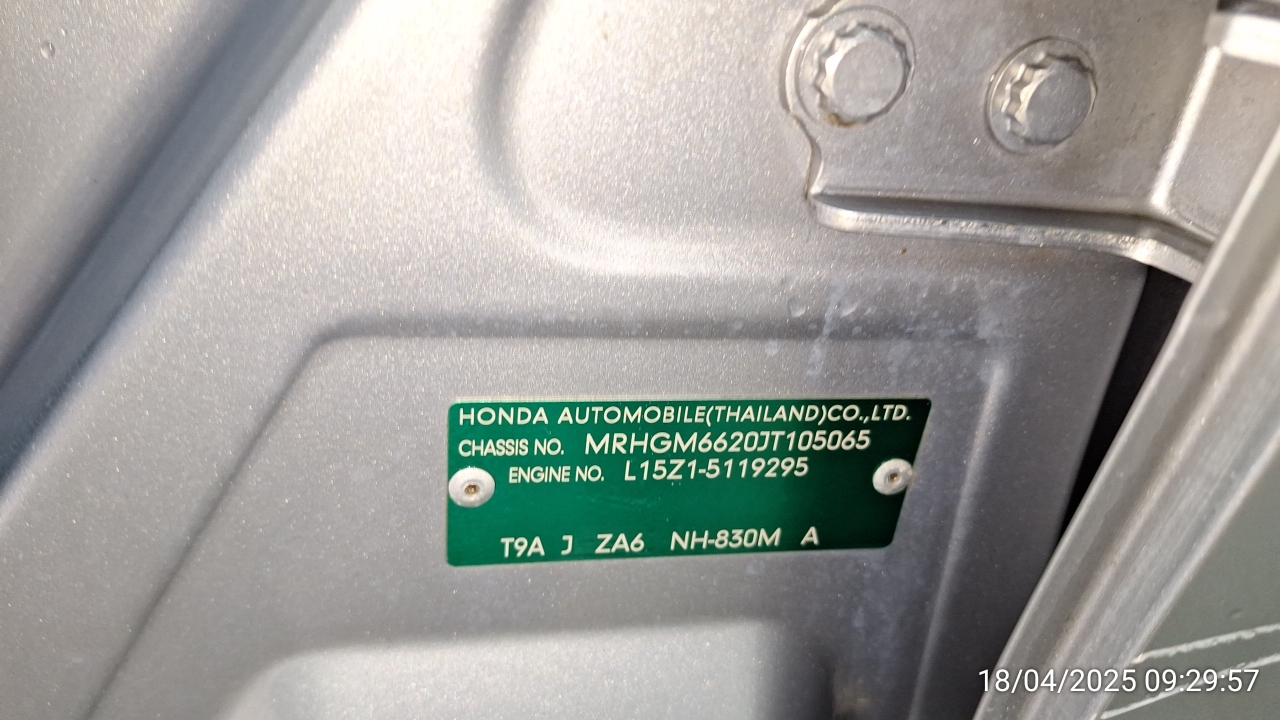 HONDA AUTOMOBILE(THAILAND)CO.,LTD.
CHASSIS NO. MRHGM6620JT105065
ENGINE NO. L15Z1-5119295
T9A J ZA6 NH-830M A
18/04/2025 09:29:57